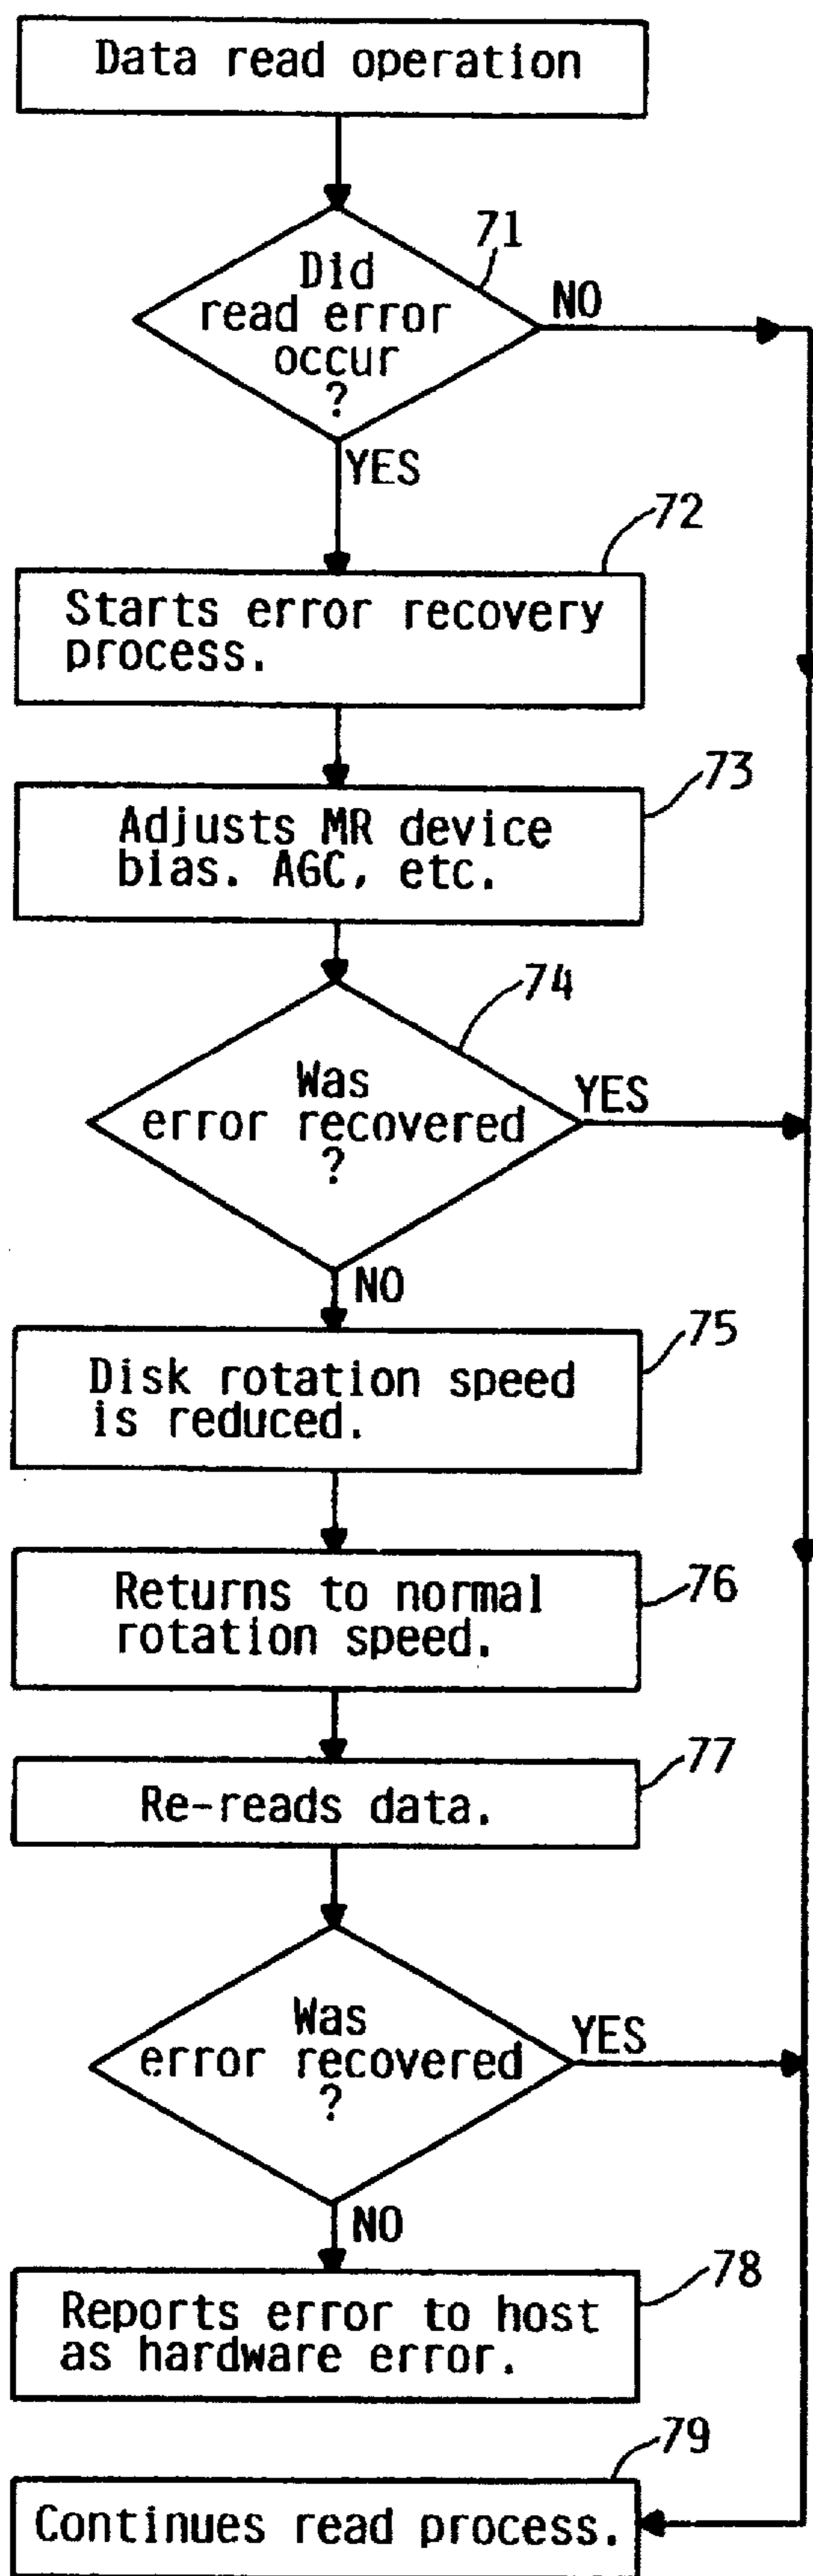 Data read operation
71
Did
read error
occur
?
NO
YES
72
Starts error recovery
process.
73
Adjusts MR device
bias. AGC, etc.
74
Was
error recovered
?
YES
NO
75
Disk rotation speed
is reduced.
76
Returns to normal
rotation speed.
77
Re-reads data.
Was
error recovered
?
YES
NO
78
Reports error to host
as hardware error.
79
Continues read process.